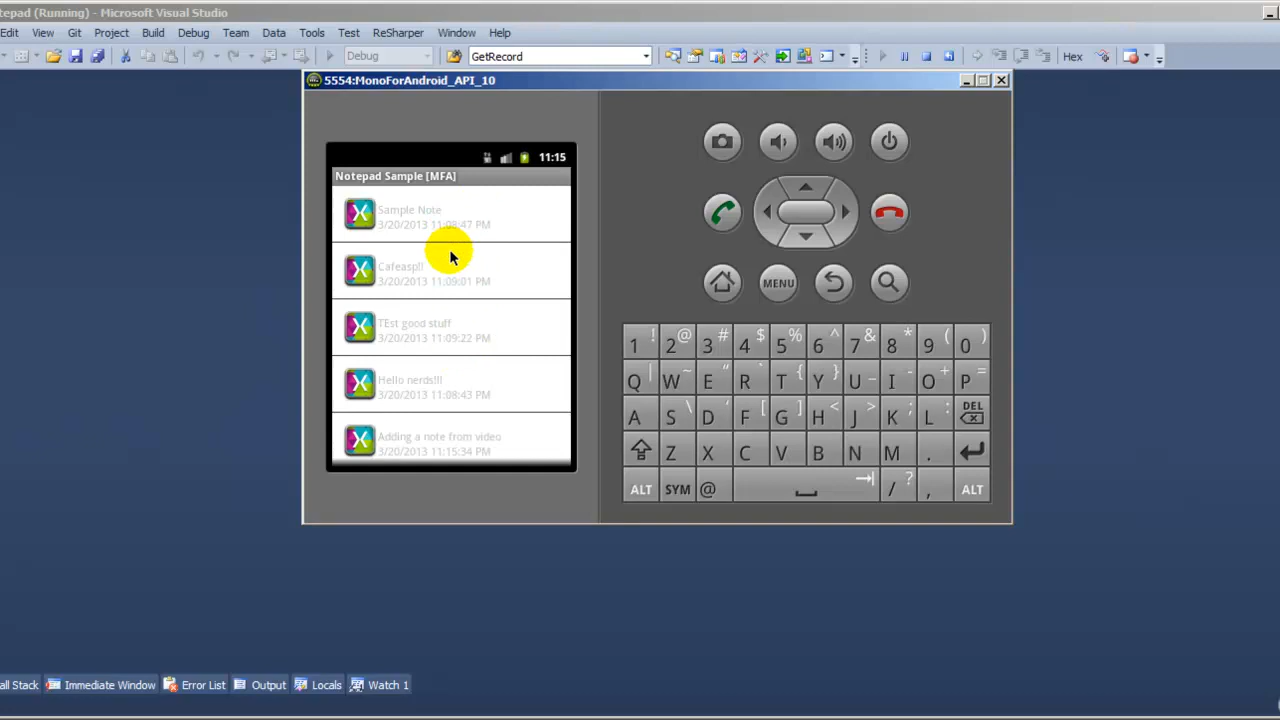 tepad (Running) - Microsoft Visual Studio
Edit View Git Project Build Debug Team Data Tools Test ReSharper Window Help
Debug GetRecord Hex
5554:MonoForAndroid_API_10
11:15
Notepad Sample [MFA]
Sample Note
3/20/2013 11:08:47 PM
Cafeasp!!
3/20/2013 11:09:01 PM
TEst good stuff
3/20/2013 11:09:22 PM
Hello nerds!!!
3/20/2013 11:08:43 PM
Adding a note from video
3/20/2013 11:15:34 PM
MENU
1 ! 2 @ 3 # 4 $ 5 % 6 ^ 7 & 8 * 9 ( 0 )
Q | W ~ E " R ` T { Y } U _ I - O + P =
A S \ D ' F [ G ] H < J > K ; L : DEL
Z X C V B N M .
ALT SYM @ / ? , ALT
all Stack Immediate Window Error List Output Locals Watch 1